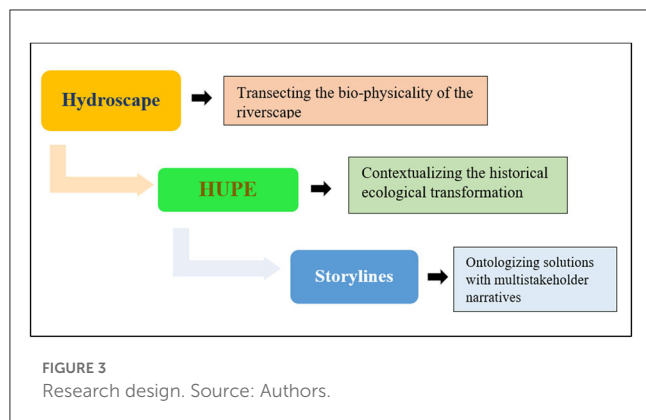 Hydroscape
Transecting the bio-physicality of the
riverscape
HUPE
Contextualizing the historical
ecological transformation
Storylines
Ontologizing solutions
with multistakeholder
narratives
FIGURE 3
Research design. Source: Authors.